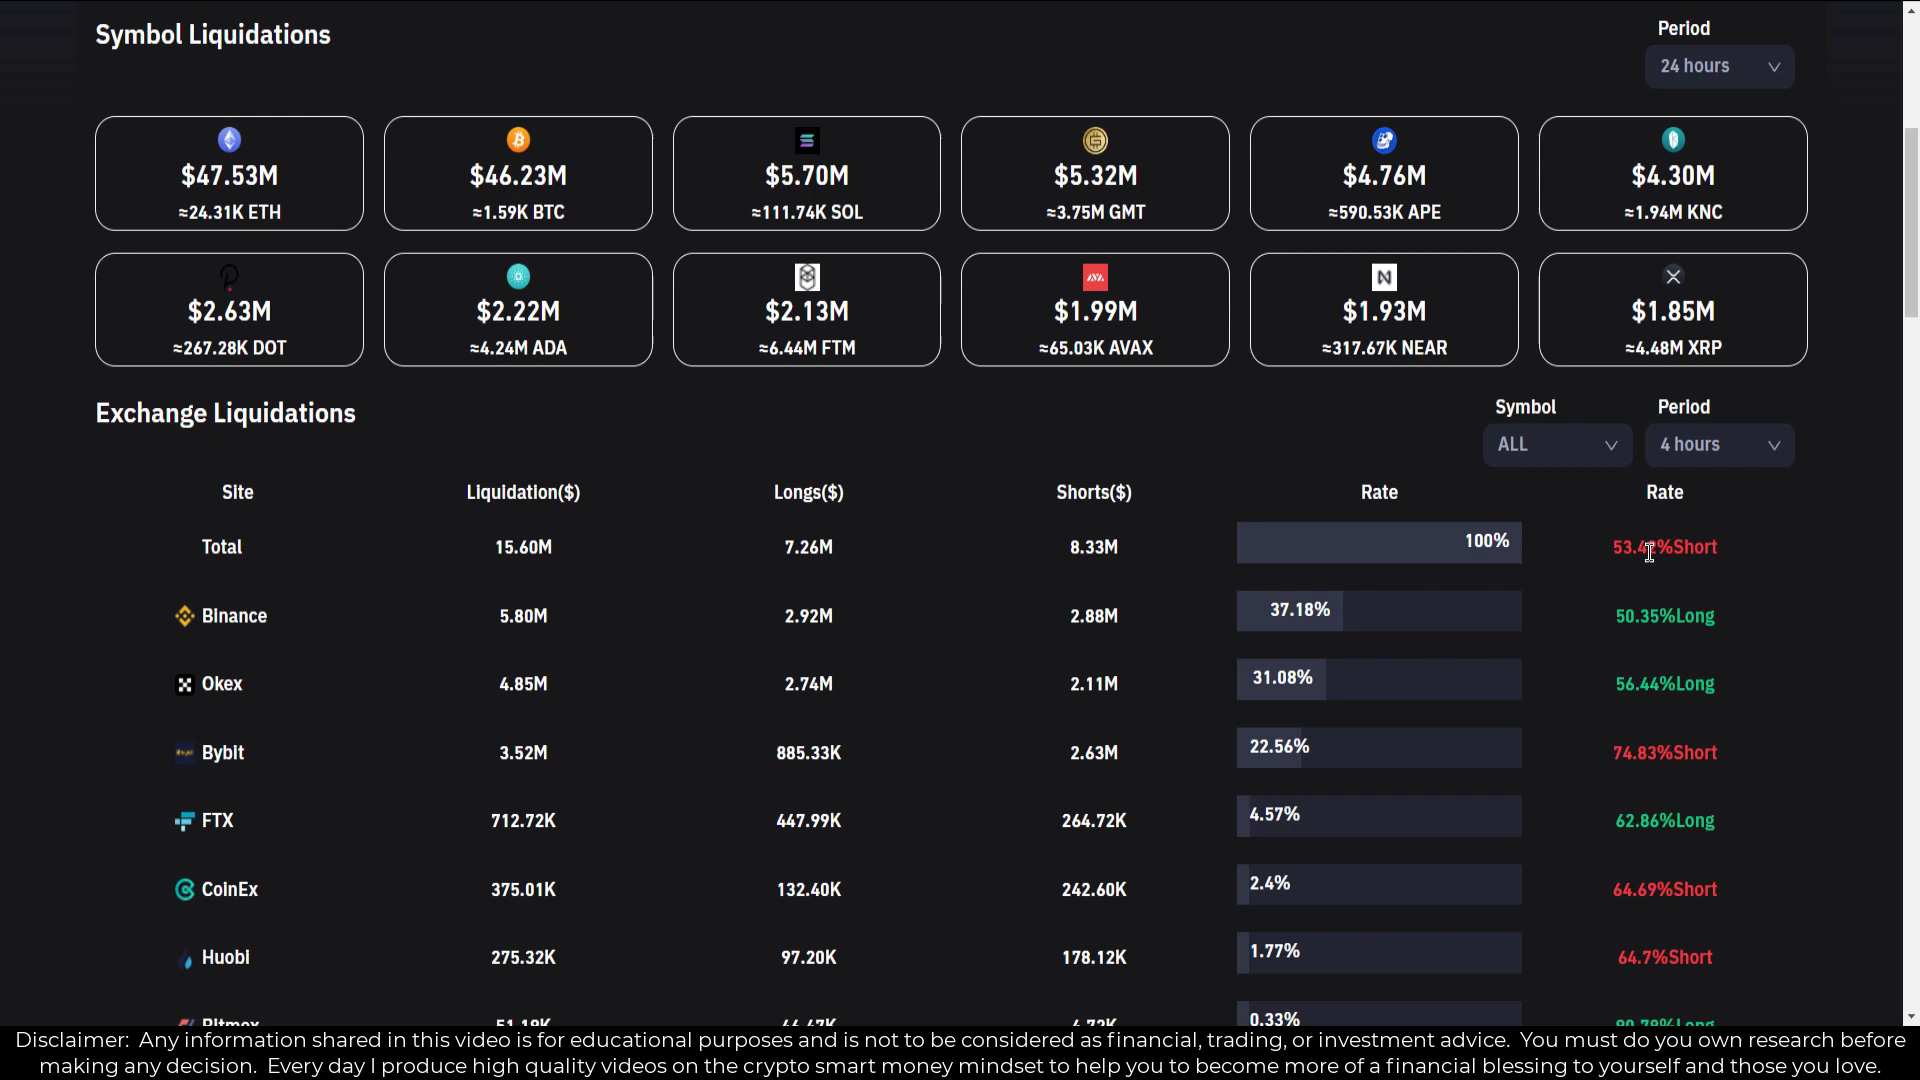 Symbol Liquidations
Period
24 hours
$47.53M $46.23M $5.70M $5.32M $4.76M $4.30M
≈24.31K ETH ≈1.59K BTC ≈111.74K SOL ≈3.75M GMT ≈590.53K APE ≈1.94M KNC
$2.63M $2.22M $2.13M $1.99M $1.93M $1.85M
≈267.28K DOT ≈4.24M ADA ≈6.44M FTM ≈65.03K AVAX ≈317.67K NEAR ≈4.48M XRP
Exchange Liquidations
Symbol Period
ALL 4 hours
Site Liquidation($) Longs($) Shorts($) Rate Rate
Total 15.60M 7.26M 8.33M 100% 53.42%Short
Binance 5.80M 2.92M 2.88M 37.18% 50.35%Long
Okex 4.85M 2.74M 2.11M 31.08% 56.44%Long
Bybit 3.52M 885.33K 2.63M 22.56% 74.83%Short
FTX 712.72K 447.99K 264.72K 4.57% 62.86%Long
CoinEx 375.01K 132.40K 242.60K 2.4% 64.69%Short
Huobi 275.32K 97.20K 178.12K 1.77% 64.7%Short
Bitmex 0.33%
Disclaimer: Any information shared in this video is for educational purposes and is not to be considered as financial, trading, or investment advice. You must do you own research before
making any decision. Every day I produce high quality videos on the crypto smart money mindset to help you to become more of a financial blessing to yourself and those you love.